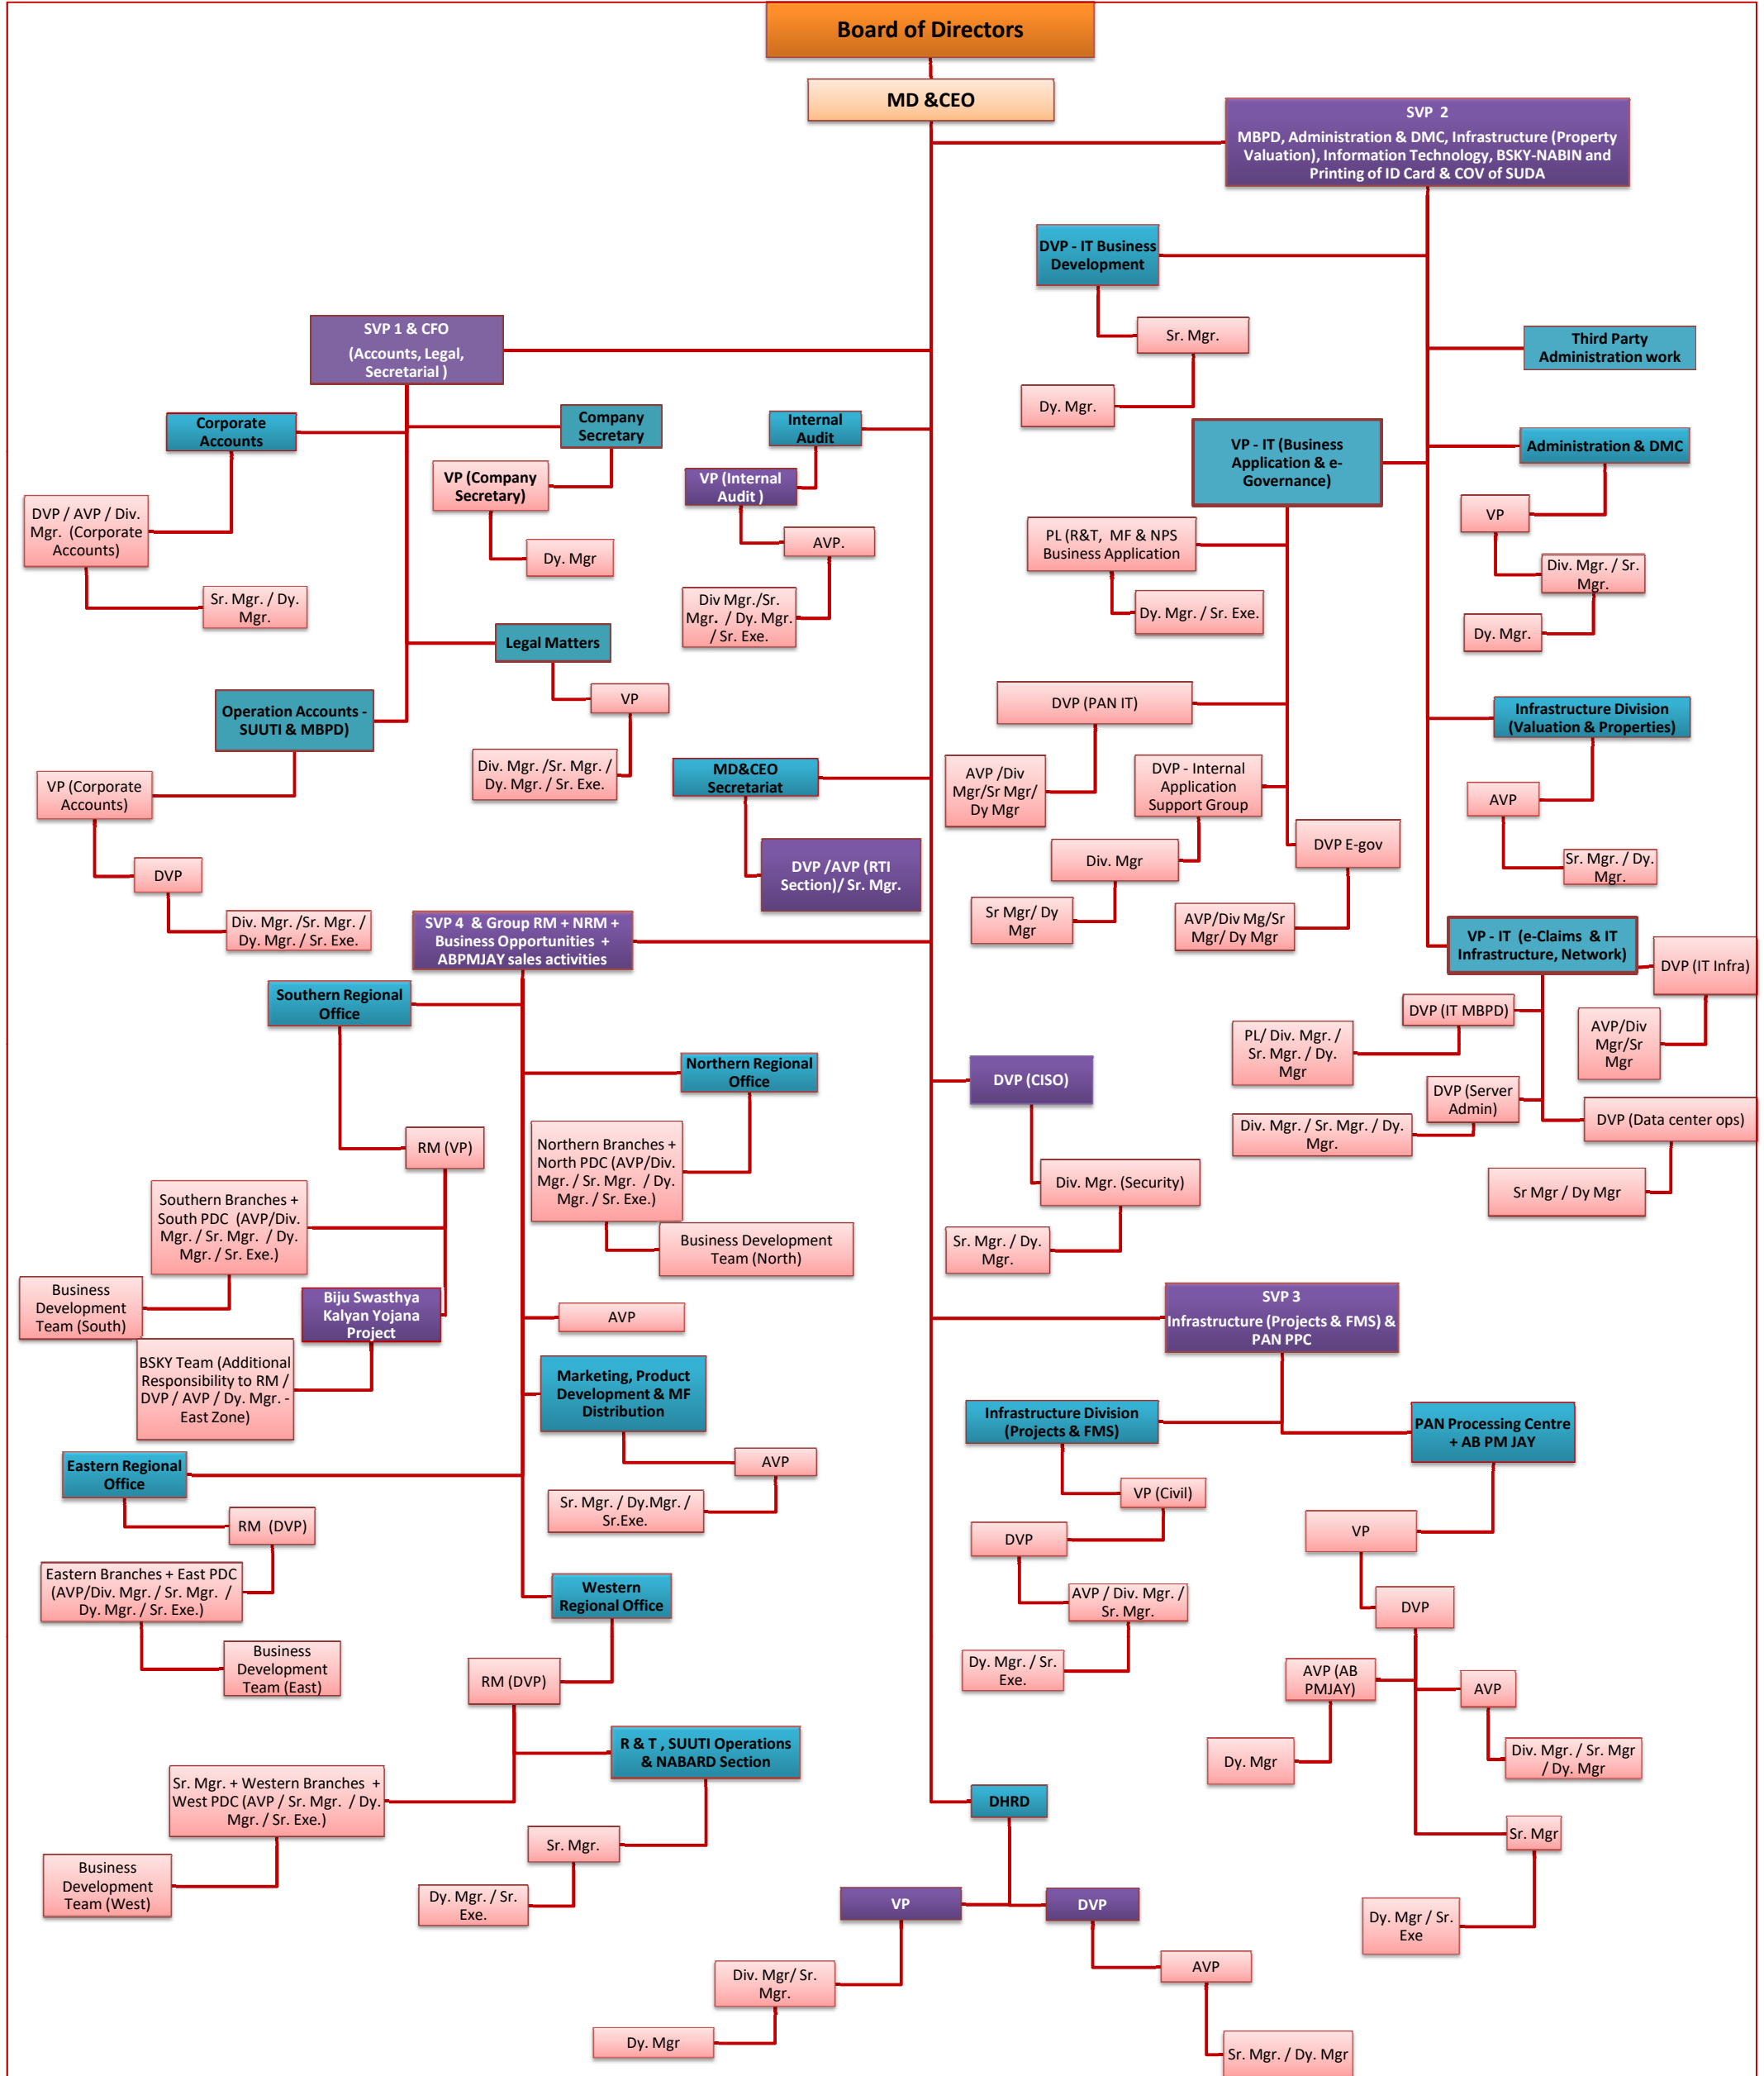 Board of Directors
MD &CEO
SVP  2
MBPD, Administration & DMC, Infrastructure (Property
Valuation), Information Technology, BSKY-NABIN and
Printing of ID Card & COV of SUDA
DVP - IT Business
Development
Sr. Mgr.
Dy. Mgr.
Third Party
Administration work
SVP 1 & CFO
(Accounts, Legal,
Secretarial )
Corporate
Accounts
Company
Secretary
Internal
Audit
VP - IT (Business
Application & e-
Governance)
Administration & DMC
VP (Company
Secretary)
VP (Internal
Audit )
DVP / AVP / Div.
Mgr.  (Corporate
Accounts)
VP
PL (R&T,  MF & NPS
Business Application
AVP.
Dy. Mgr
Div. Mgr. / Sr.
Mgr.
Sr. Mgr. / Dy.
Mgr.
Div Mgr./Sr.
Mgr. / Dy. Mgr.
/ Sr. Exe.
Dy. Mgr. / Sr. Exe.
Dy. Mgr.
Legal Matters
VP
Operation Accounts -
SUUTI & MBPD)
DVP (PAN IT)
Infrastructure Division
(Valuation & Properties)
Div. Mgr. /Sr. Mgr. /
Dy. Mgr. / Sr. Exe.
MD&CEO
Secretariat
VP (Corporate
Accounts)
AVP /Div
Mgr/Sr Mgr/
Dy Mgr
DVP - Internal
Application
Support Group
AVP
DVP E-gov
Div. Mgr
DVP
DVP /AVP (RTI
Section)/ Sr. Mgr.
Sr. Mgr. / Dy.
Mgr.
Div. Mgr. /Sr. Mgr. /
Dy. Mgr. / Sr. Exe.
Sr Mgr/ Dy
Mgr
AVP/Div Mg/Sr
Mgr/ Dy Mgr
SVP 4  & Group RM + NRM +
Business Opportunities  +
ABPMJAY sales activities
VP - IT  (e-Claims  & IT
Infrastructure, Network)
DVP (IT Infra)
Southern Regional
Office
DVP (IT MBPD)
AVP/Div
Mgr/Sr
Mgr
PL/ Div. Mgr. /
Sr. Mgr. / Dy.
Mgr
Northern Regional
Office
DVP (CISO)
DVP (Server
Admin)
DVP (Data center ops)
Div. Mgr. / Sr. Mgr. / Dy.
Mgr.
RM (VP)
Northern Branches +
North PDC (AVP/Div.
Mgr. / Sr. Mgr.  / Dy.
Mgr. / Sr. Exe.)
Div. Mgr. (Security)
Sr Mgr / Dy Mgr
Southern Branches +
South PDC  (AVP/Div.
Mgr. / Sr. Mgr.  / Dy.
Mgr. / Sr. Exe.)
Business Development
Team (North)
Sr. Mgr. / Dy.
Mgr.
Business
Development
Team (South)
Biju Swasthya
Kalyan Yojana
Project
AVP
SVP 3
Infrastructure (Projects & FMS) &
PAN PPC
BSKY Team (Additional
Responsibility to RM /
DVP / AVP / Dy. Mgr. -
East Zone)
Marketing, Product
Development & MF
Distribution
Infrastructure Division
(Projects & FMS)
PAN Processing Centre
+ AB PM JAY
Eastern Regional
Office
AVP
VP (Civil)
Sr. Mgr. / Dy.Mgr. /
Sr.Exe.
RM  (DVP)
DVP
VP
Eastern Branches + East PDC
(AVP/Div. Mgr. / Sr. Mgr.  /
Dy. Mgr. / Sr. Exe.)
Western
Regional Office
AVP / Div. Mgr. /
Sr. Mgr.
DVP
Business
Development
Team (East)
Dy. Mgr. / Sr.
Exe.
RM (DVP)
AVP (AB
PMJAY)
AVP
R & T , SUUTI Operations
& NABARD Section
Dy. Mgr
Div. Mgr. / Sr. Mgr
/ Dy. Mgr
Sr. Mgr. + Western Branches  +
West PDC (AVP / Sr. Mgr.  / Dy.
Mgr. / Sr. Exe.)
DHRD
Sr. Mgr.
Sr. Mgr
Business
Development
Team (West)
Dy. Mgr. / Sr.
Exe.
VP
DVP
Dy. Mgr / Sr.
Exe
Div. Mgr/ Sr.
Mgr.
AVP
Dy. Mgr
Sr. Mgr. / Dy. Mgr